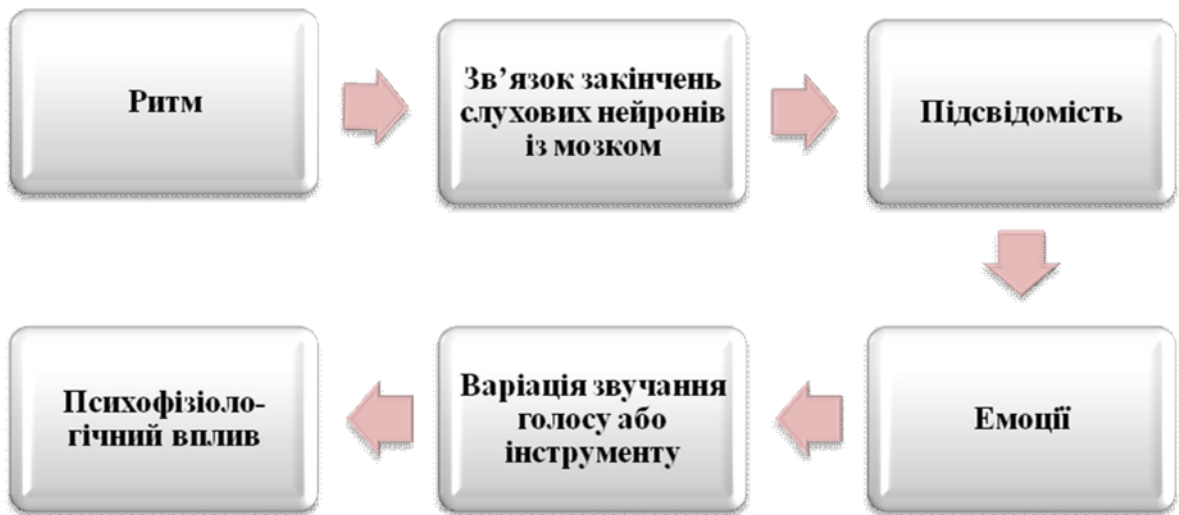 Ритм
Зв’язок закінчень
слухових нейронів
із мозком
Підсвідомість
Емоції
Варіація звучання
голосу або
інструменту
Психофізіоло-
гічний вплив